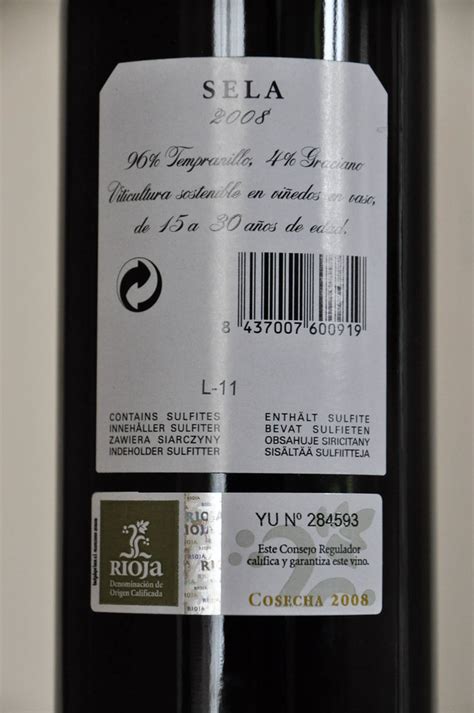 SELA
2008
96% Tempranillo, 4% Graciano
Viticultura sostenible en viñedos en vaso,
de 15 a 30 años de edad.
8 437007 600919
L-11
CONTAINS SULFITES
INNEHÅLLER SULFITER
ZAWIERA SIARCZYNY
INDEHOLDER SULFITTER
ENTHÄLT SULFITE
BEVAT SULFIETEN
OBSAHUJE SIRICITANY
SISÄLTÄÄ SULFIITTEJA
RIOJA
Denominación de
Origen Calificada
YU Nº 284593
Este Consejo Regulador
califica y garantiza este vino.
COSECHA 2008